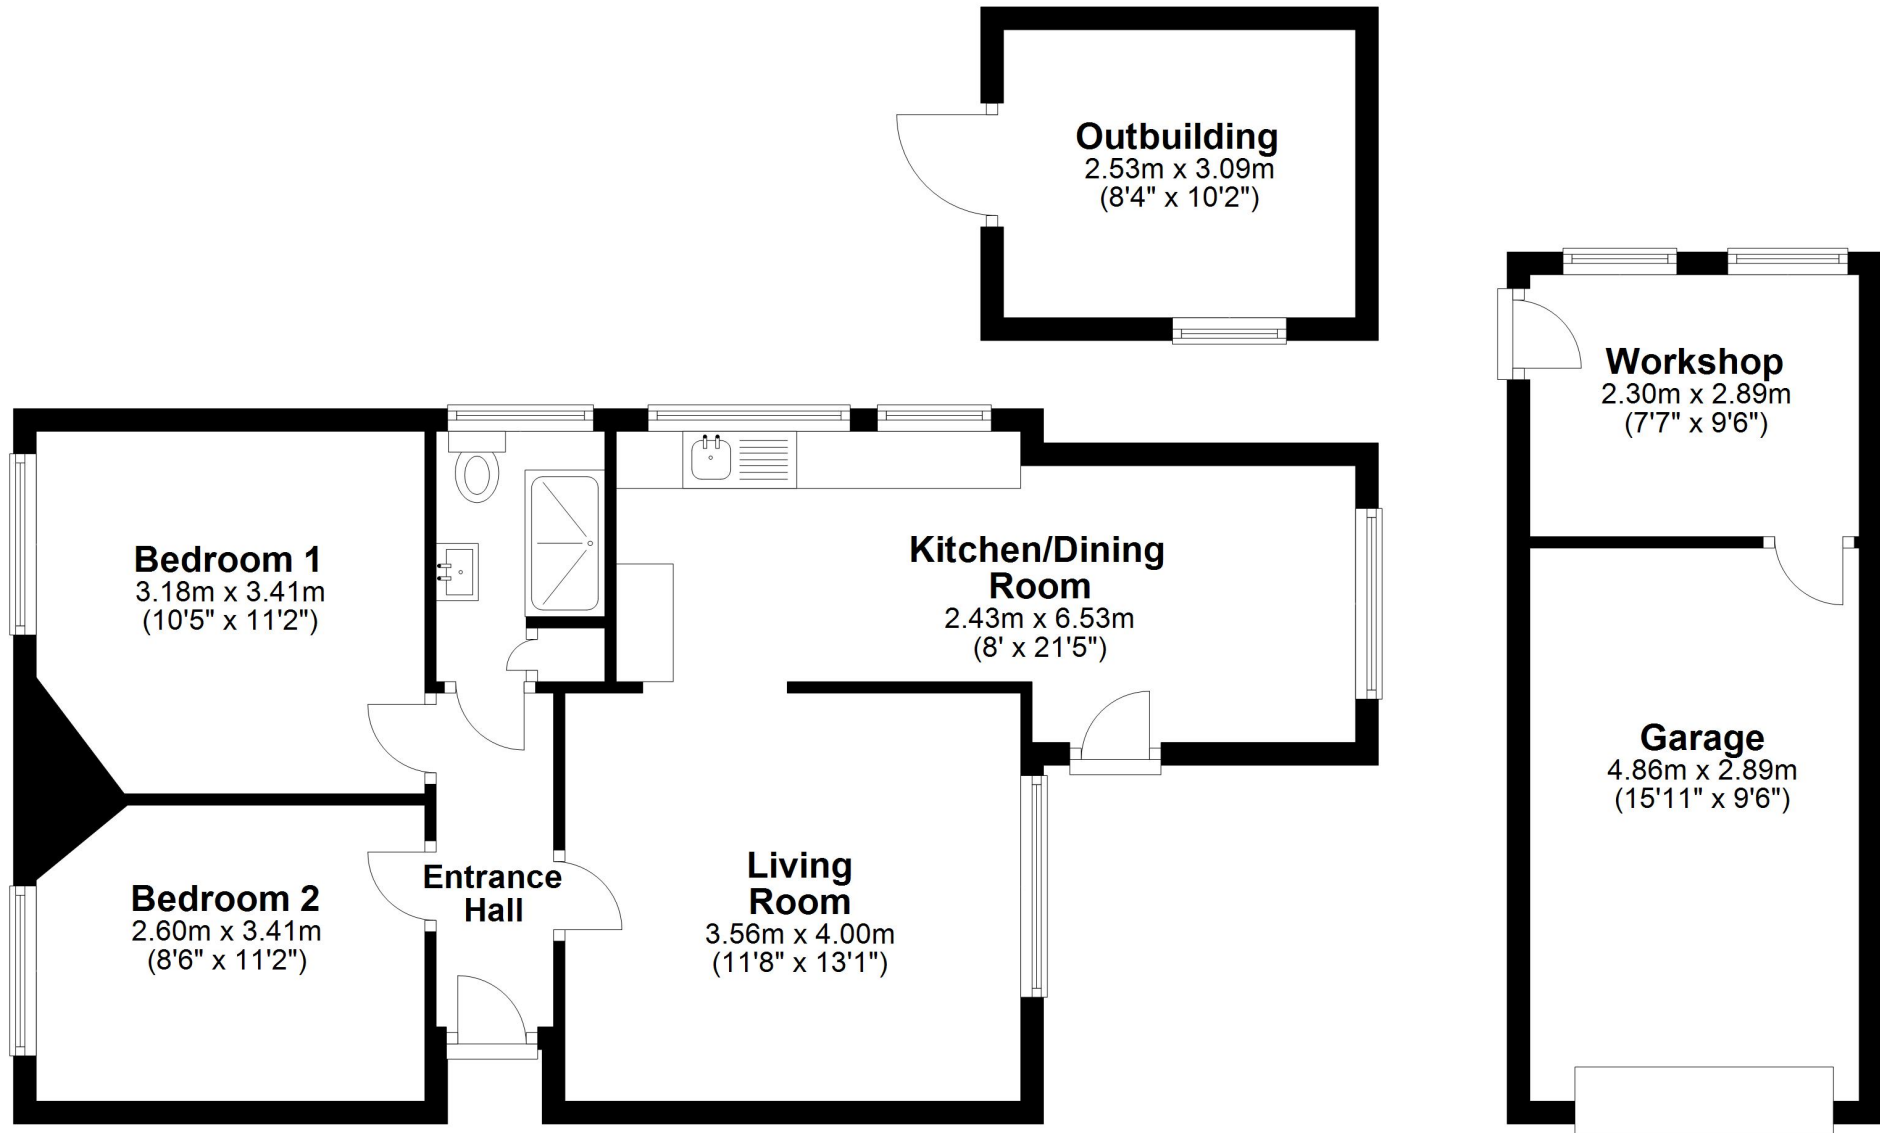 Outbuilding
2.53m x 3.09m
(8'4" x 10'2")
Workshop
2.30m x 2.89m
(7'7" x 9'6")
Bedroom 1
3.18m x 3.41m
(10'5" x 11'2")
Kitchen/Dining
Room
2.43m x 6.53m
(8' x 21'5")
Garage
4.86m x 2.89m
(15'11" x 9'6")
Bedroom 2
2.60m x 3.41m
(8'6" x 11'2")
Entrance
Hall
Living
Room
3.56m x 4.00m
(11'8" x 13'1")